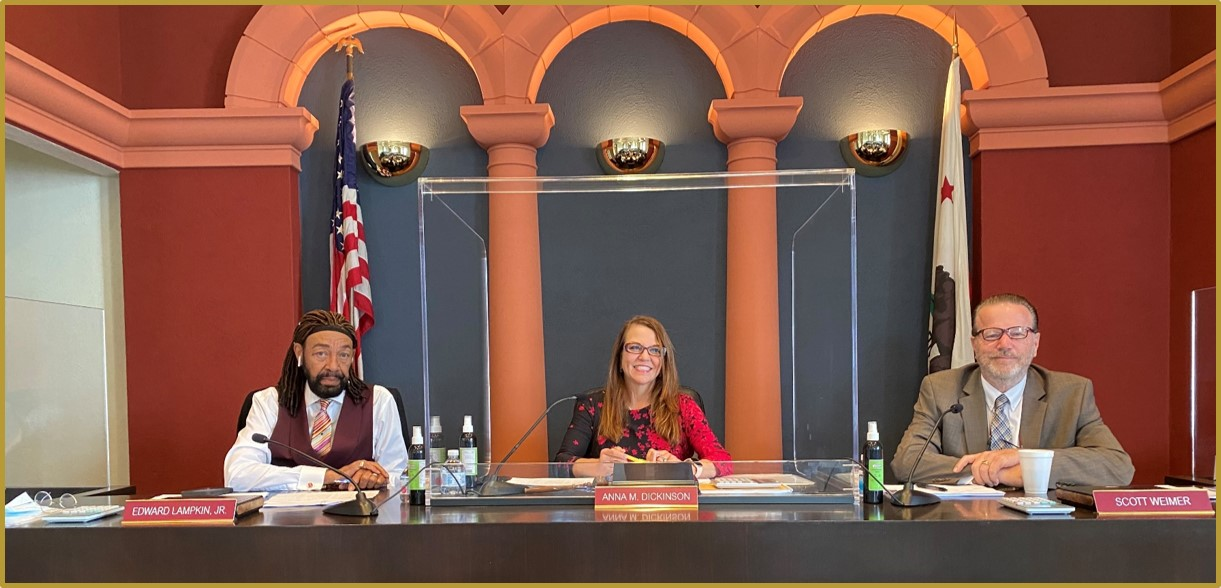 EDWARD LAMPKIN, JR.
ANNA M. DICKINSON
SCOTT WEIMER